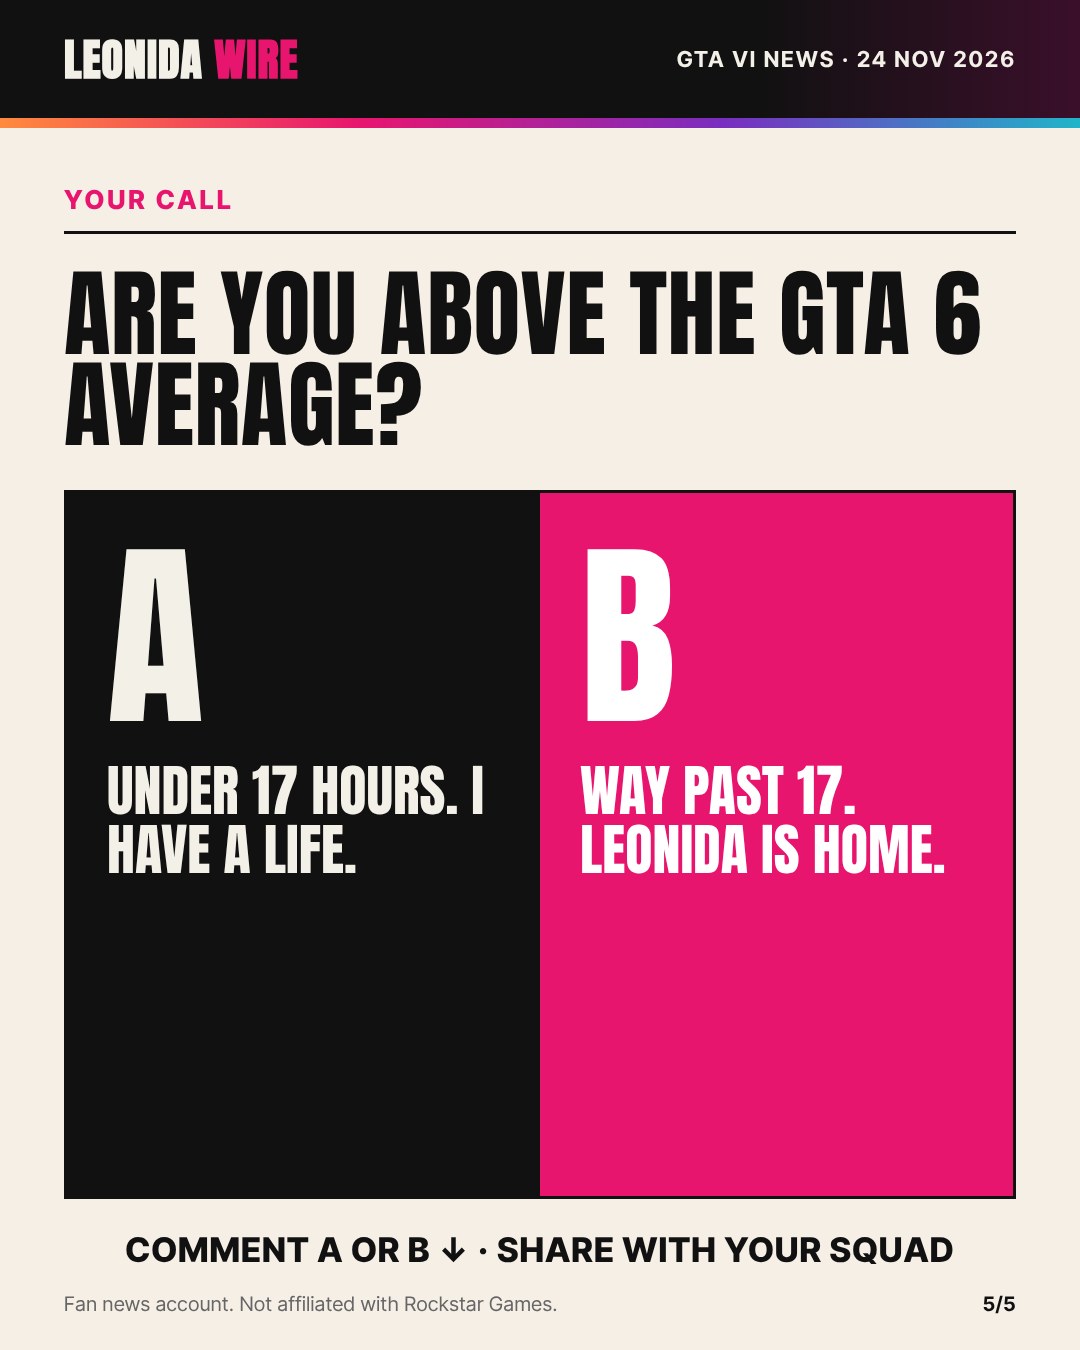 LEONIDA WIRE
GTA VI NEWS · 24 NOV 2026
YOUR CALL
ARE YOU ABOVE THE GTA 6
AVERAGE?
A
UNDER 17 HOURS. I
HAVE A LIFE.
B
WAY PAST 17.
LEONIDA IS HOME.
COMMENT A OR B ↓ · SHARE WITH YOUR SQUAD
Fan news account. Not affiliated with Rockstar Games.
5/5